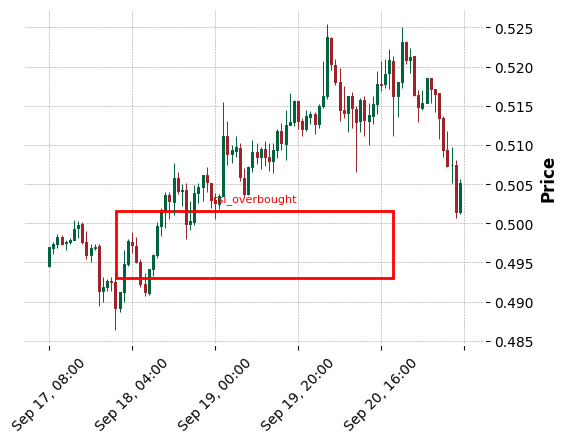 0.525
0.520
0.515
0.510
0.505
0.500
0.495
0.490
0.485
Price
rsi_overbought
Sep 17, 08:00
Sep 18, 04:00
Sep 19, 00:00
Sep 19, 20:00
Sep 20, 16:00